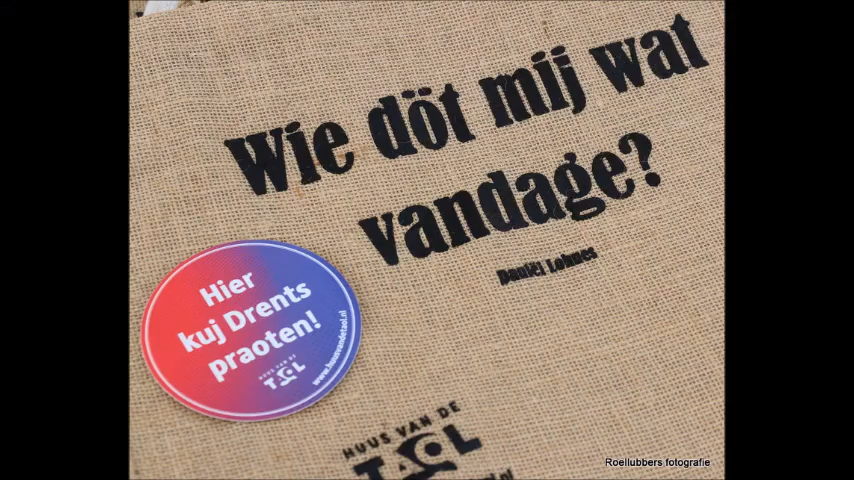 Wie döt mij wat
vandage?
Daniël Lohues
Hier
kuj Drents
praoten!
HUUS VAN DE
TAOL
www.huusvandetaol.nl
HUUS VAN DE
TAOL
Roellubbers fotografie